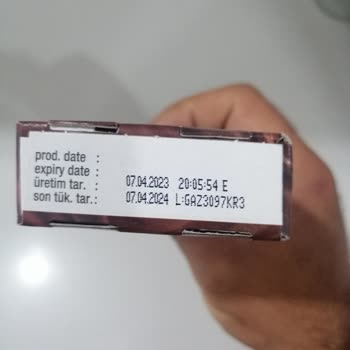 prod. date :
expiry date :
üretim tar. : 07.04.2023 20:05:54 E
son tük. tar.: 07.04.2024 L:GAZ3097KR3